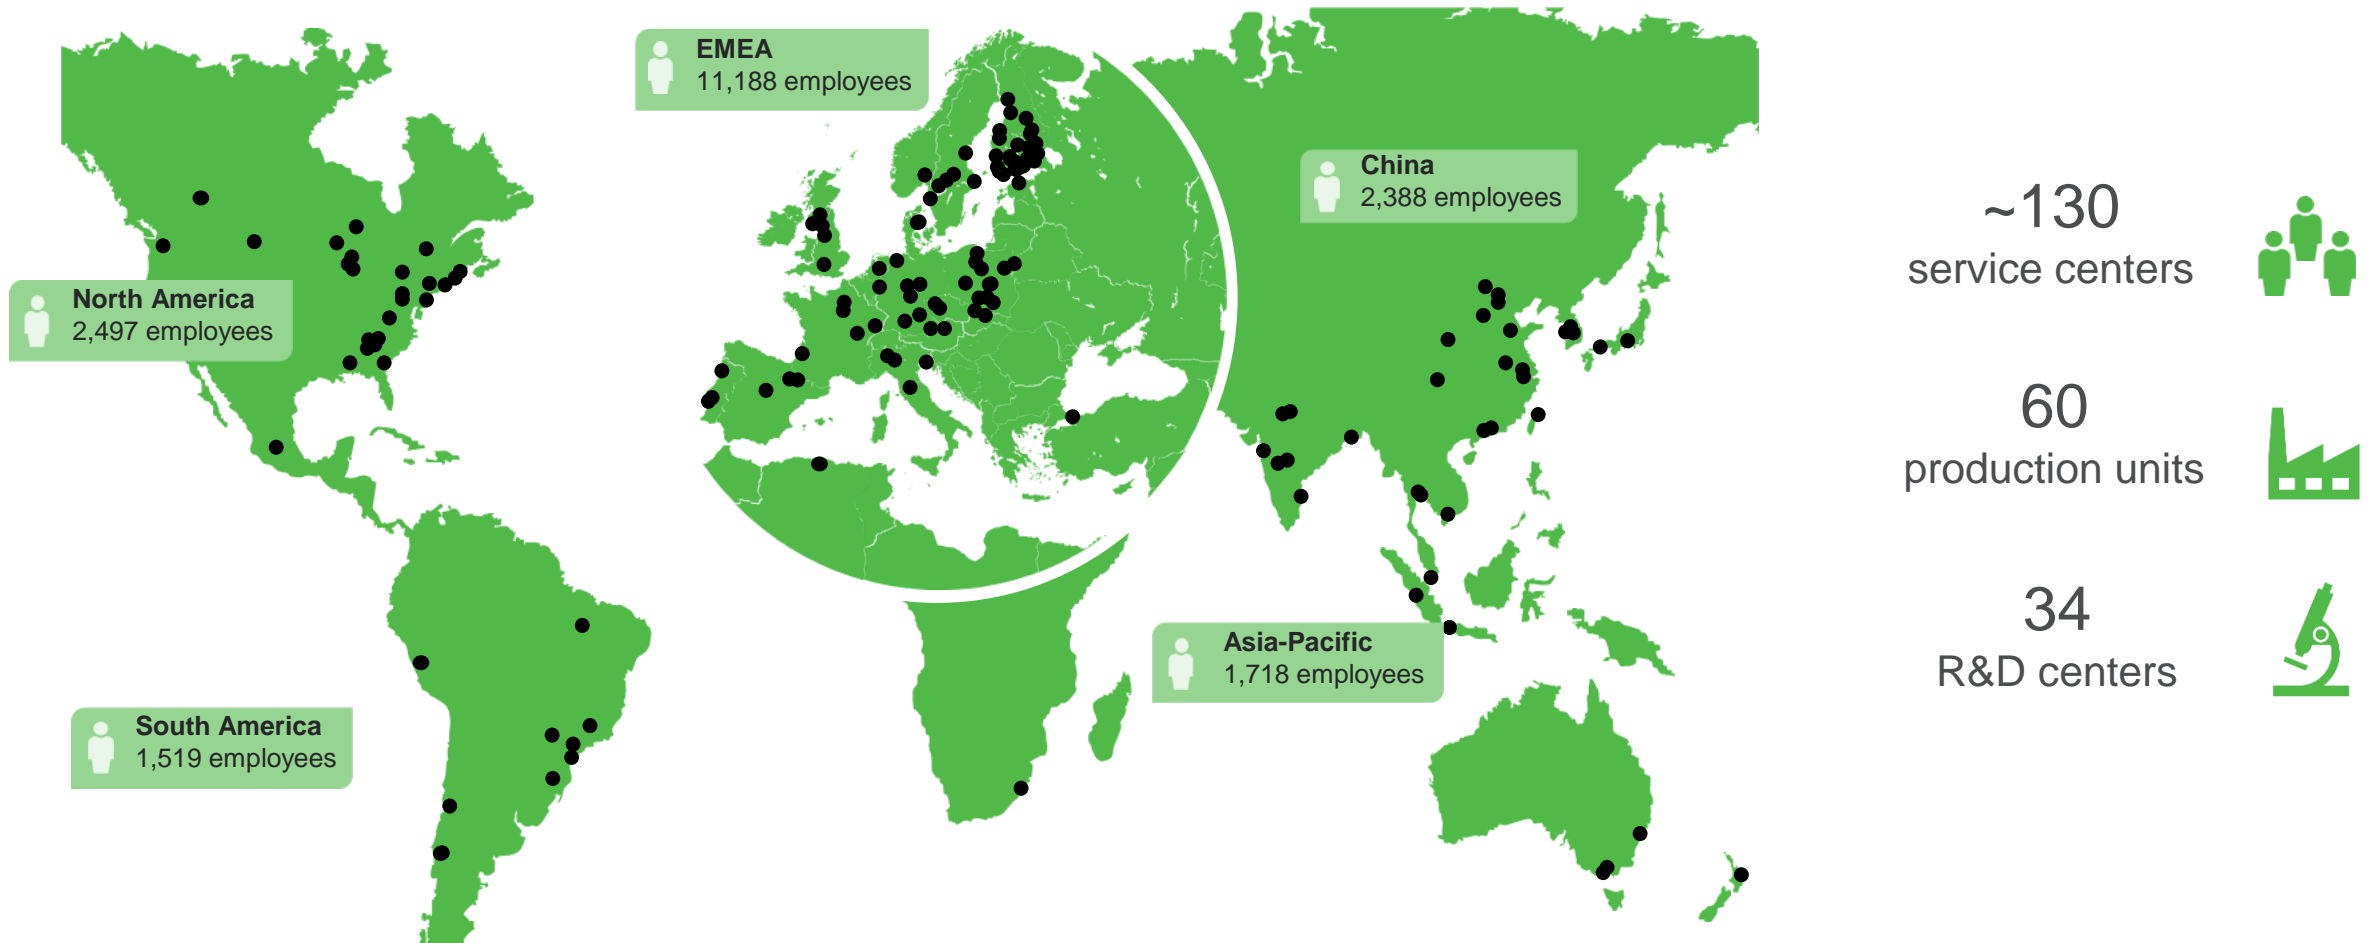 EMEA
11,188 employees
China
2,388 employees
North America
2,497 employees
Asia-Pacific
1,718 employees
South America
1,519 employees
~130
service centers
60
production units
34
R&D centers